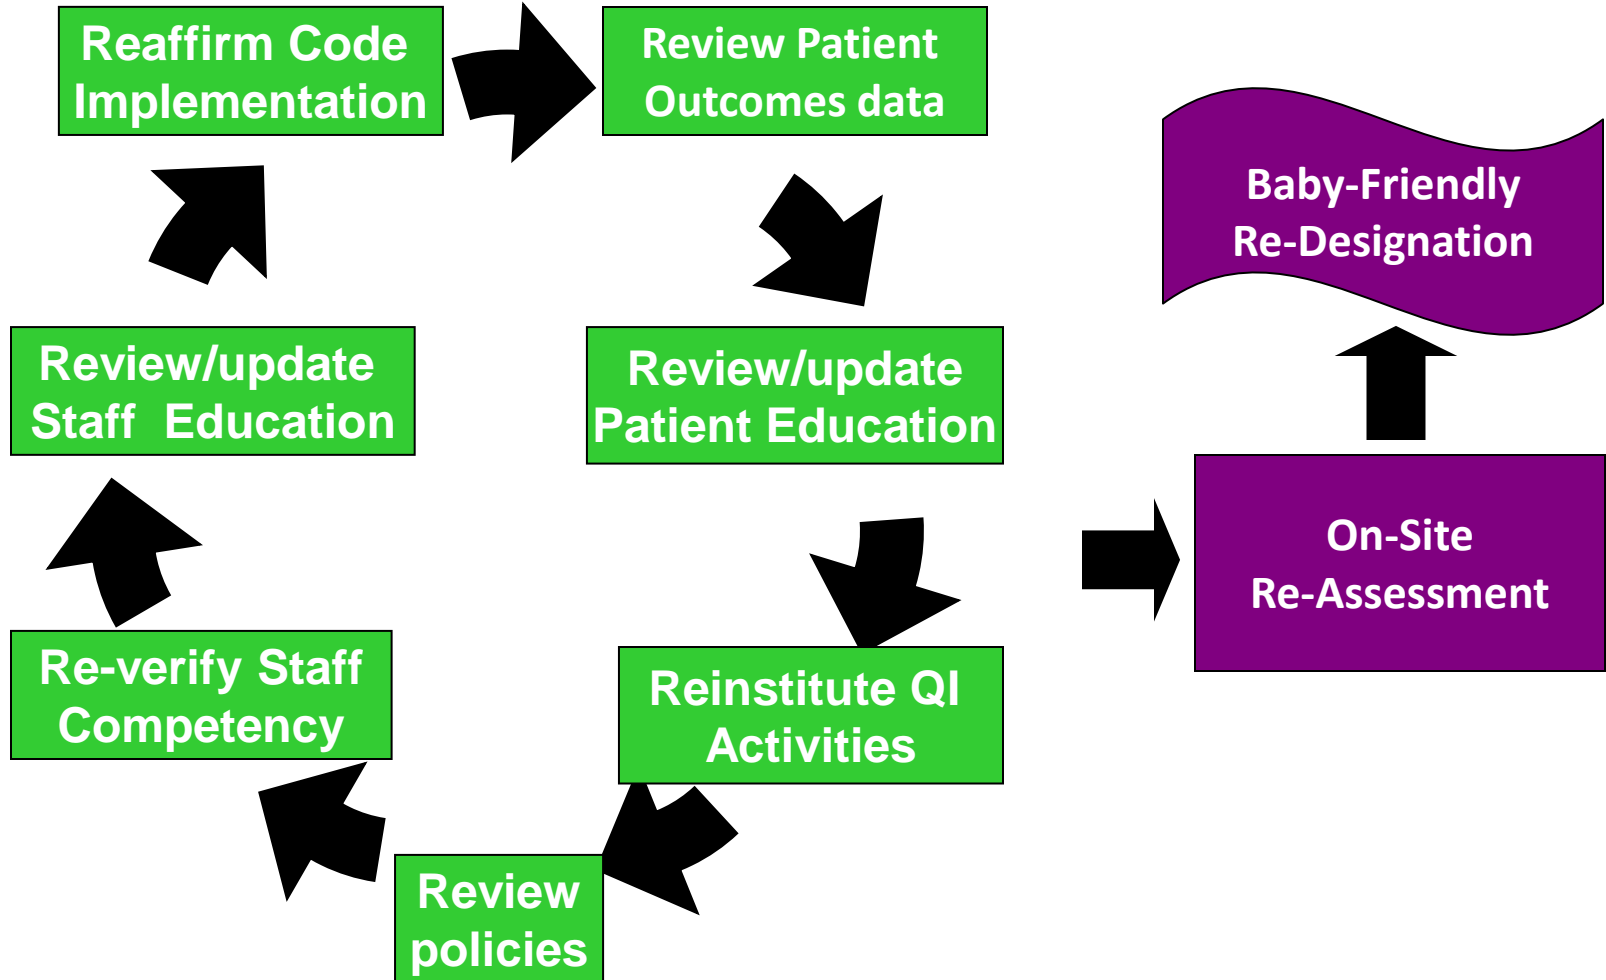 Reaffirm Code
Implementation
Review Patient
Outcomes data
Baby-Friendly
Re-Designation
Review/update
Staff Education
Review/update
Patient Education
On-Site
Re-Assessment
Re-verify Staff
Competency
Reinstitute QI
Activities
Review
policies